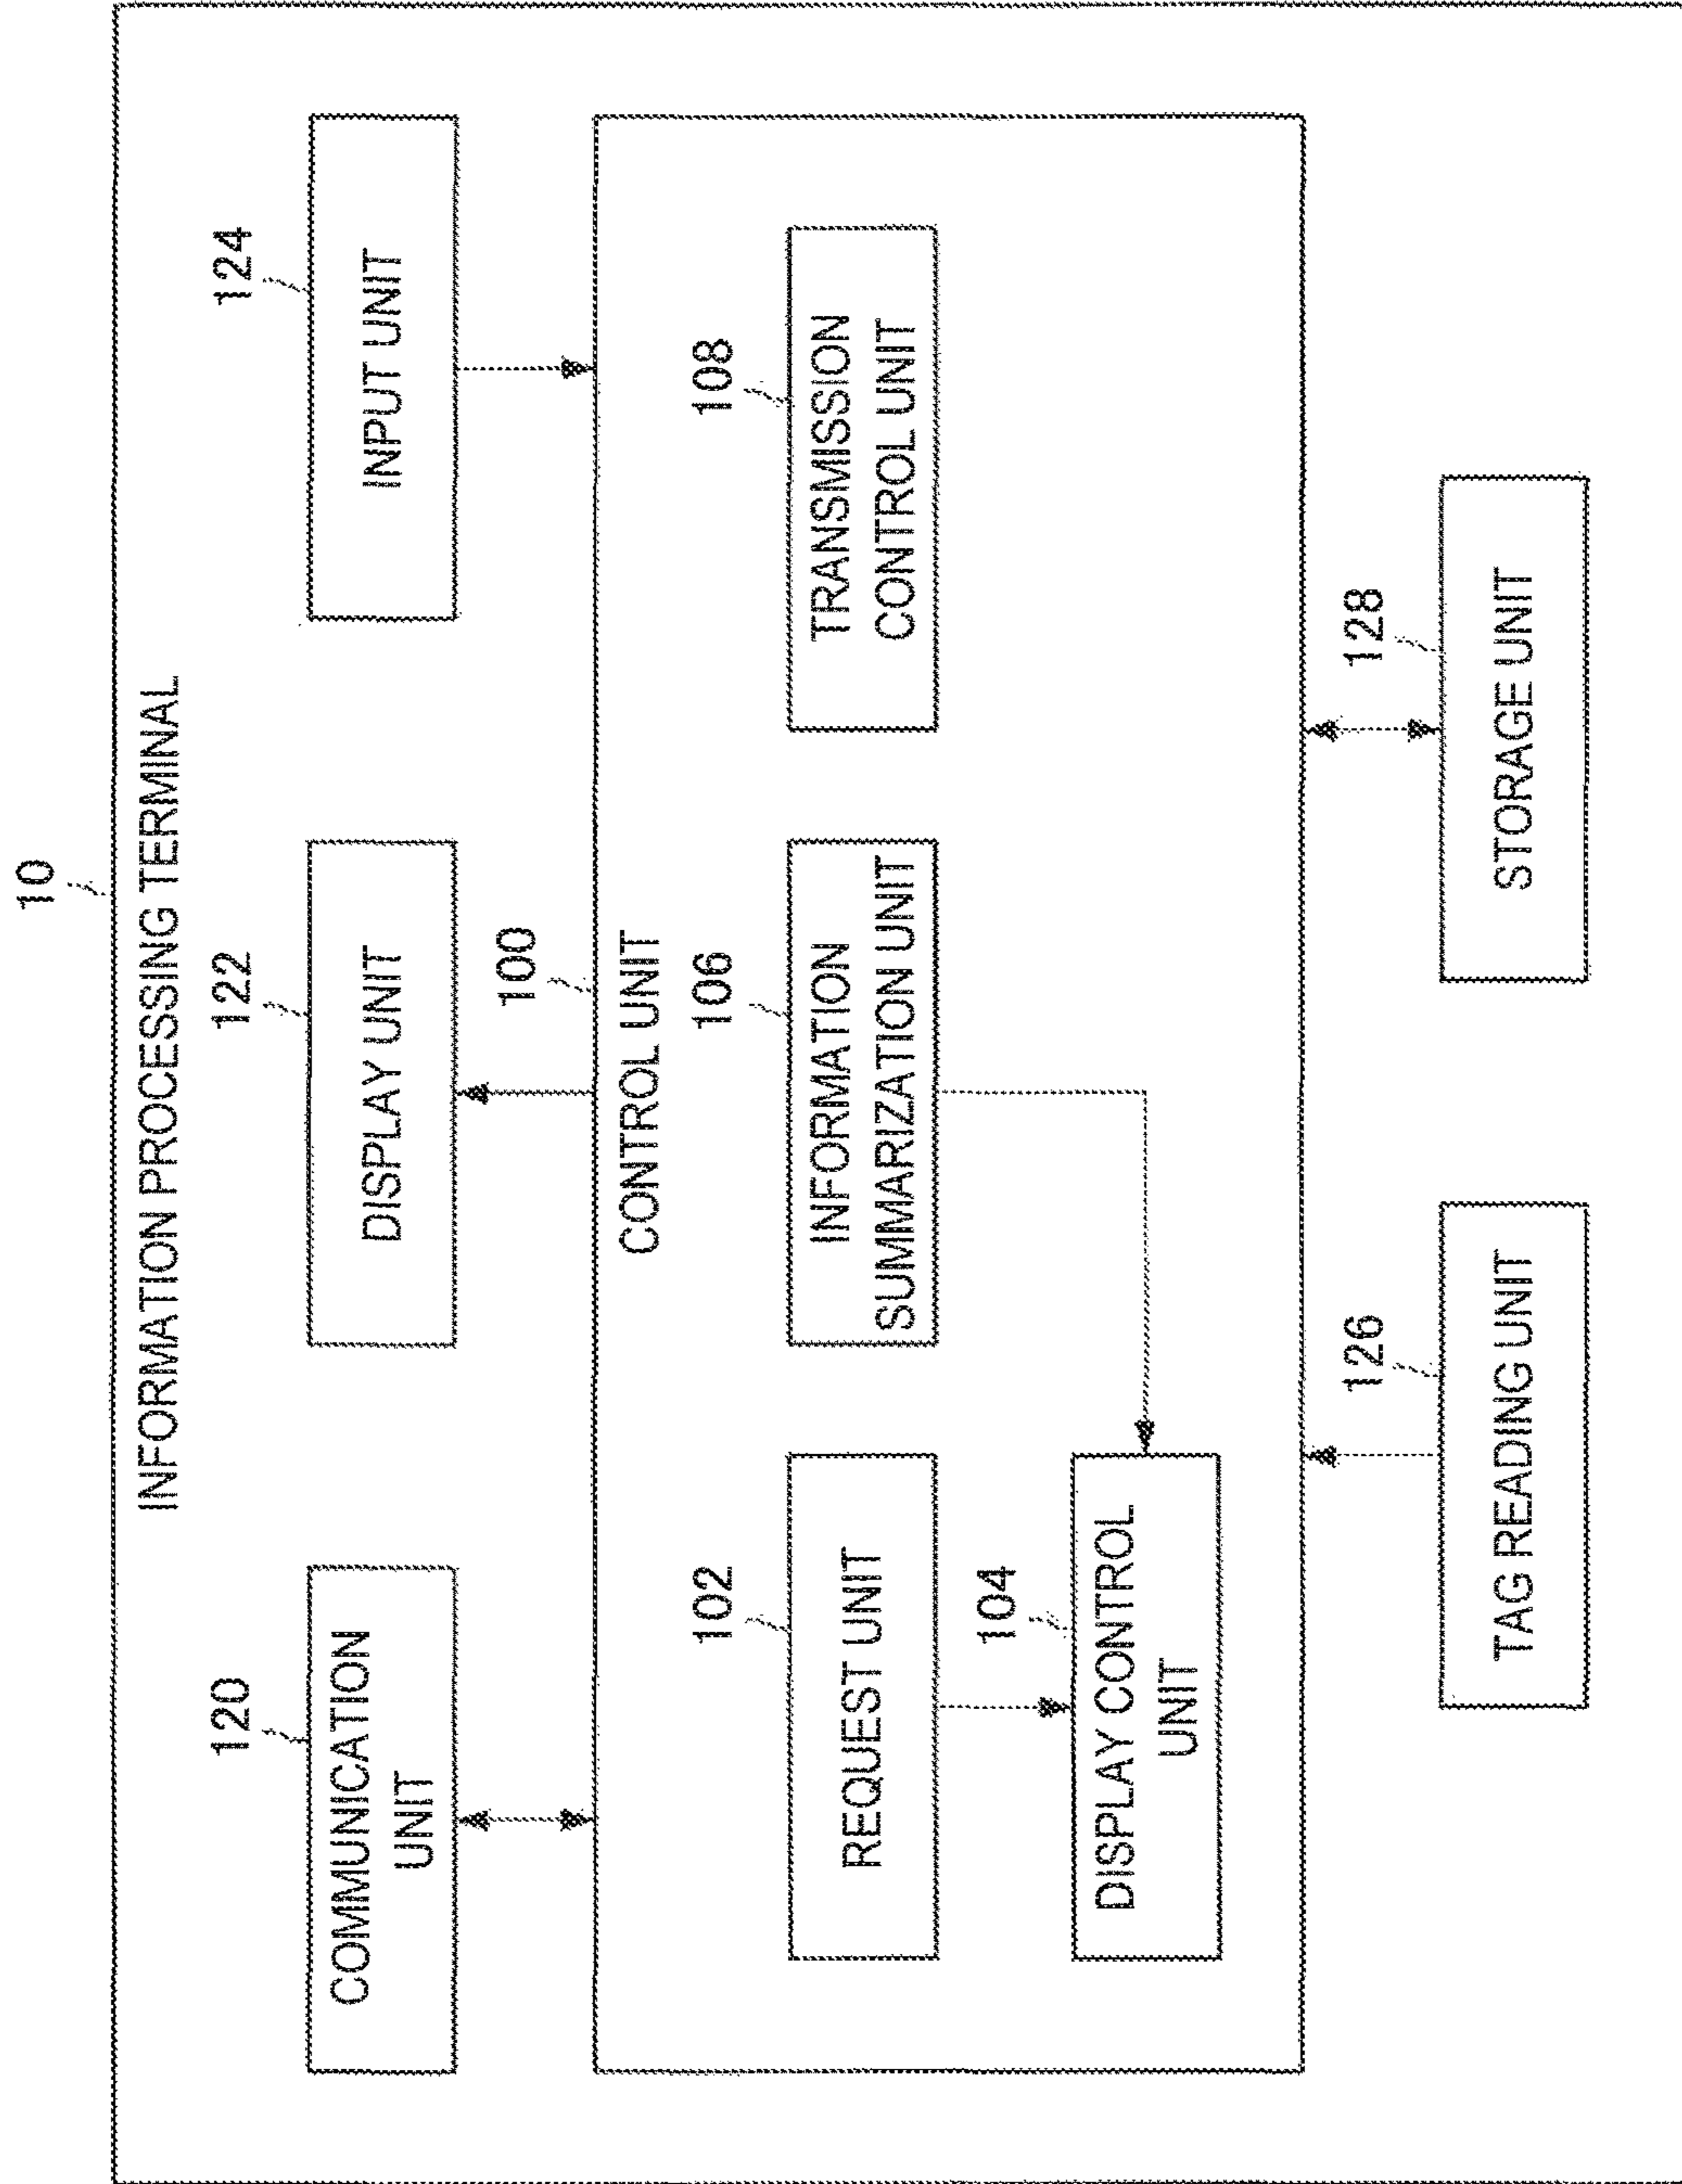 10
INFORMATION PROCESSING TERMINAL
120
COMMUNICATION
UNIT
122
DISPLAY UNIT
124
INPUT UNIT
100
CONTROL UNIT
102
REQUEST UNIT
106
INFORMATION
SUMMARIZATION UNIT
108
TRANSMISSION
CONTROL UNIT
104
DISPLAY CONTROL
UNIT
126
TAG READING UNIT
128
STORAGE UNIT